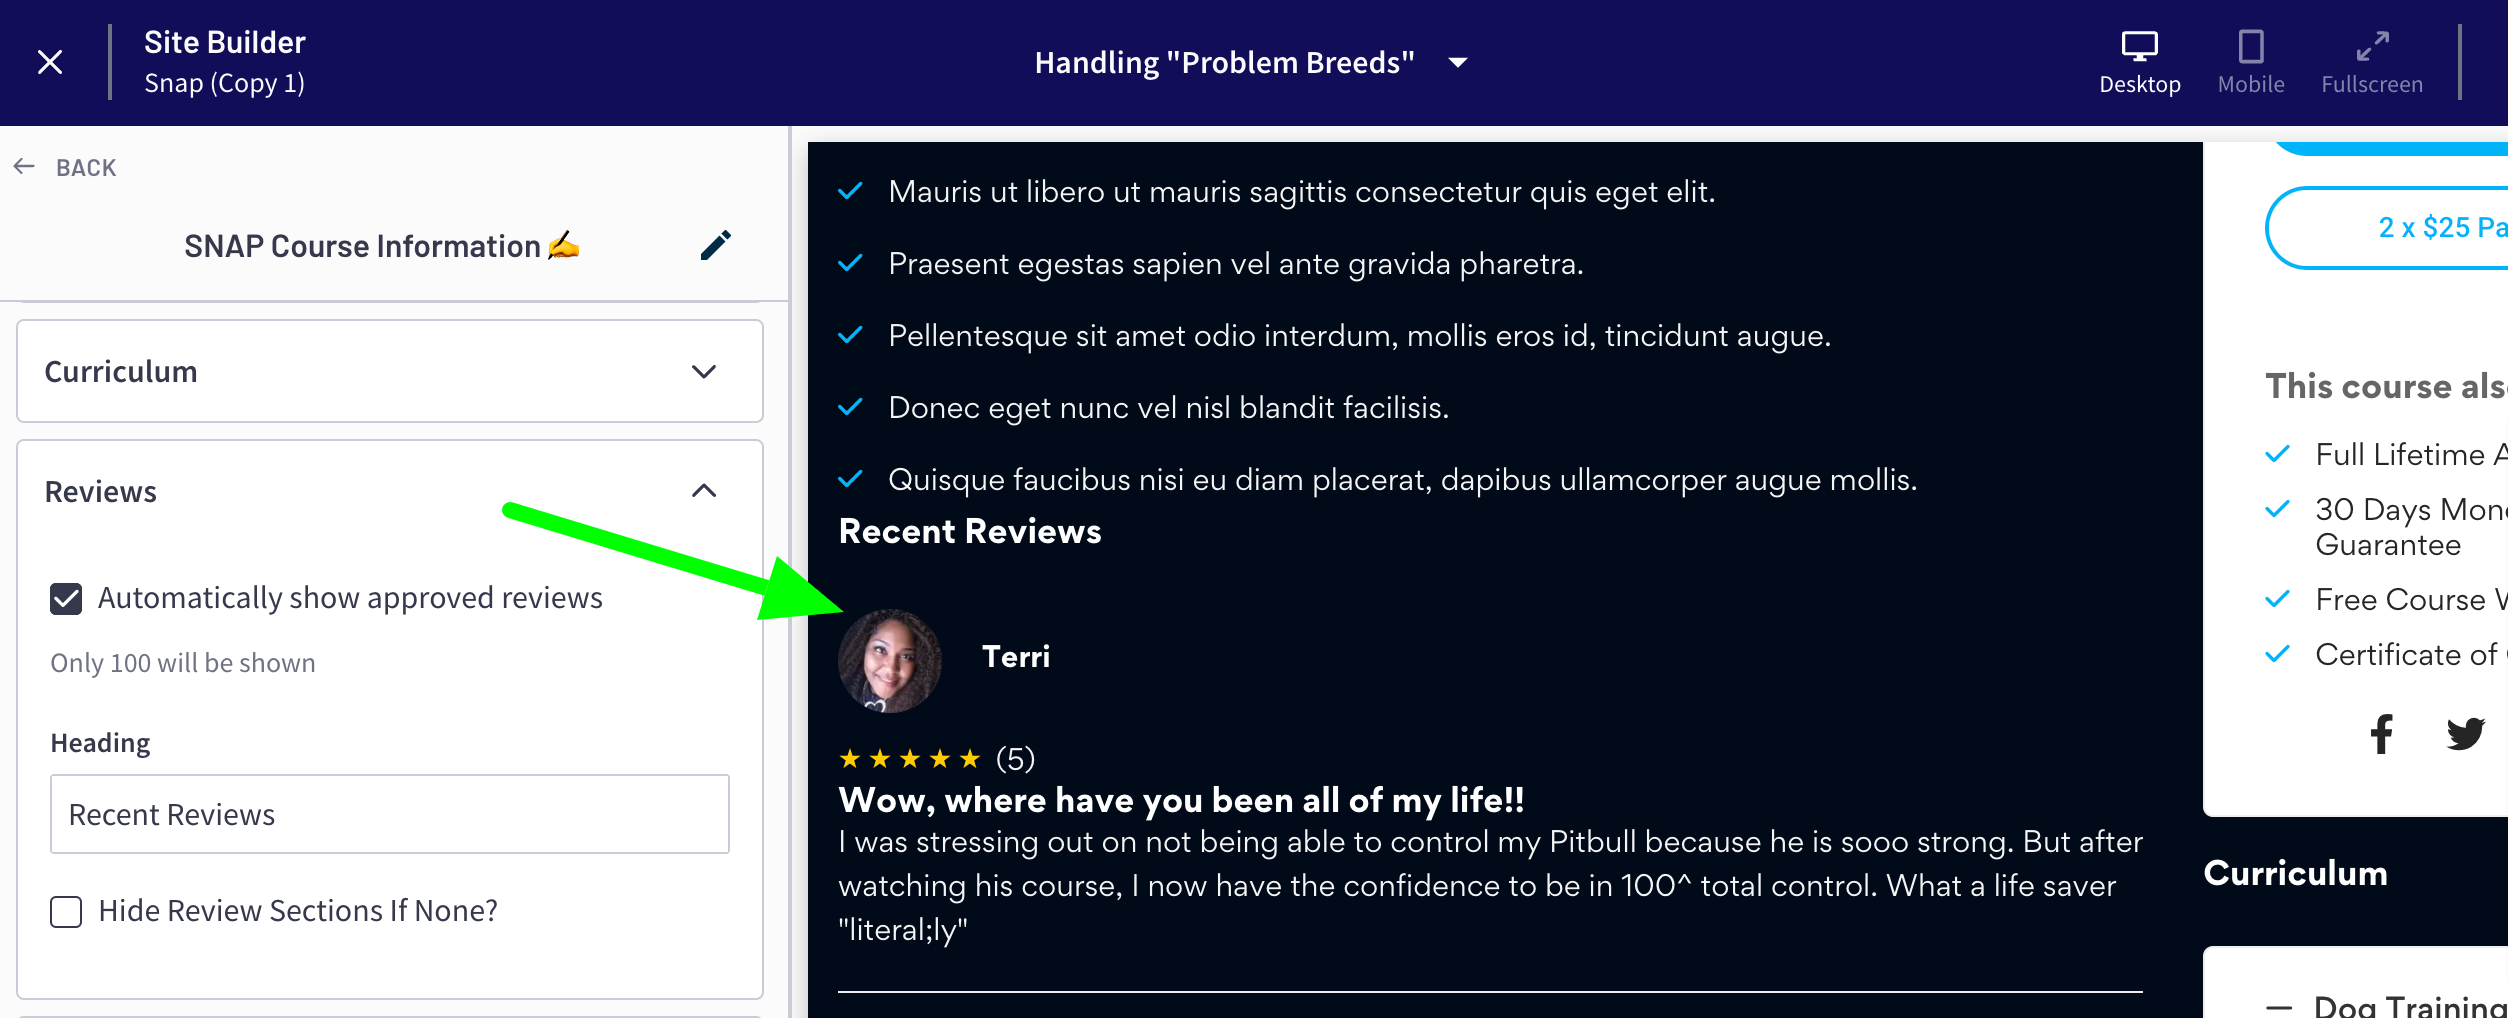 Site Builder
Snap (Copy 1)
Handling "Problem Breeds"
Desktop
Mobile
Fullscreen
BACK
SNAP Course Information ✍️
Curriculum
Reviews
Automatically show approved reviews
Only 100 will be shown
Heading
Recent Reviews
Hide Review Sections If None?
Mauris ut libero ut mauris sagittis consectetur quis eget elit.
Praesent egestas sapien vel ante gravida pharetra.
Pellentesque sit amet odio interdum, mollis eros id, tincidunt augue.
Donec eget nunc vel nisl blandit facilisis.
Quisque faucibus nisi eu diam placerat, dapibus ullamcorper augue mollis.
Recent Reviews
Terri
(5)
Wow, where have you been all of my life!!
I was stressing out on not being able to control my Pitbull because he is sooo strong. But after
watching his course, I now have the confidence to be in 100^ total control. What a life saver
"literal;ly"
2 x $25 Pa
This course als
Full Lifetime
30 Days Mon
Guarantee
Free Course
Certificate of
Curriculum
Dog Training